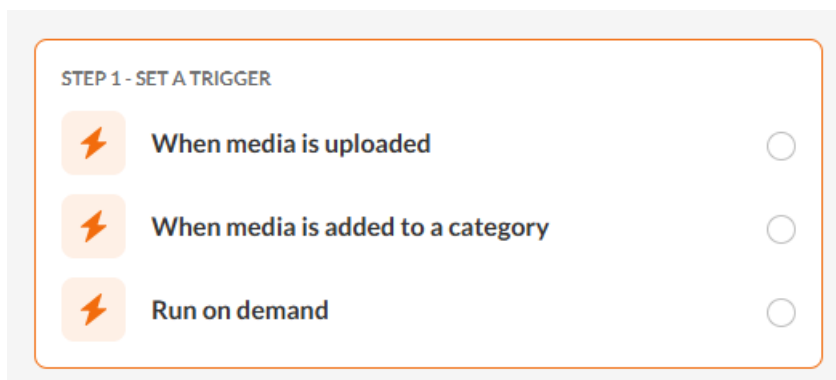 STEP 1 - SET A TRIGGER
When media is uploaded
When media is added to a category
Run on demand